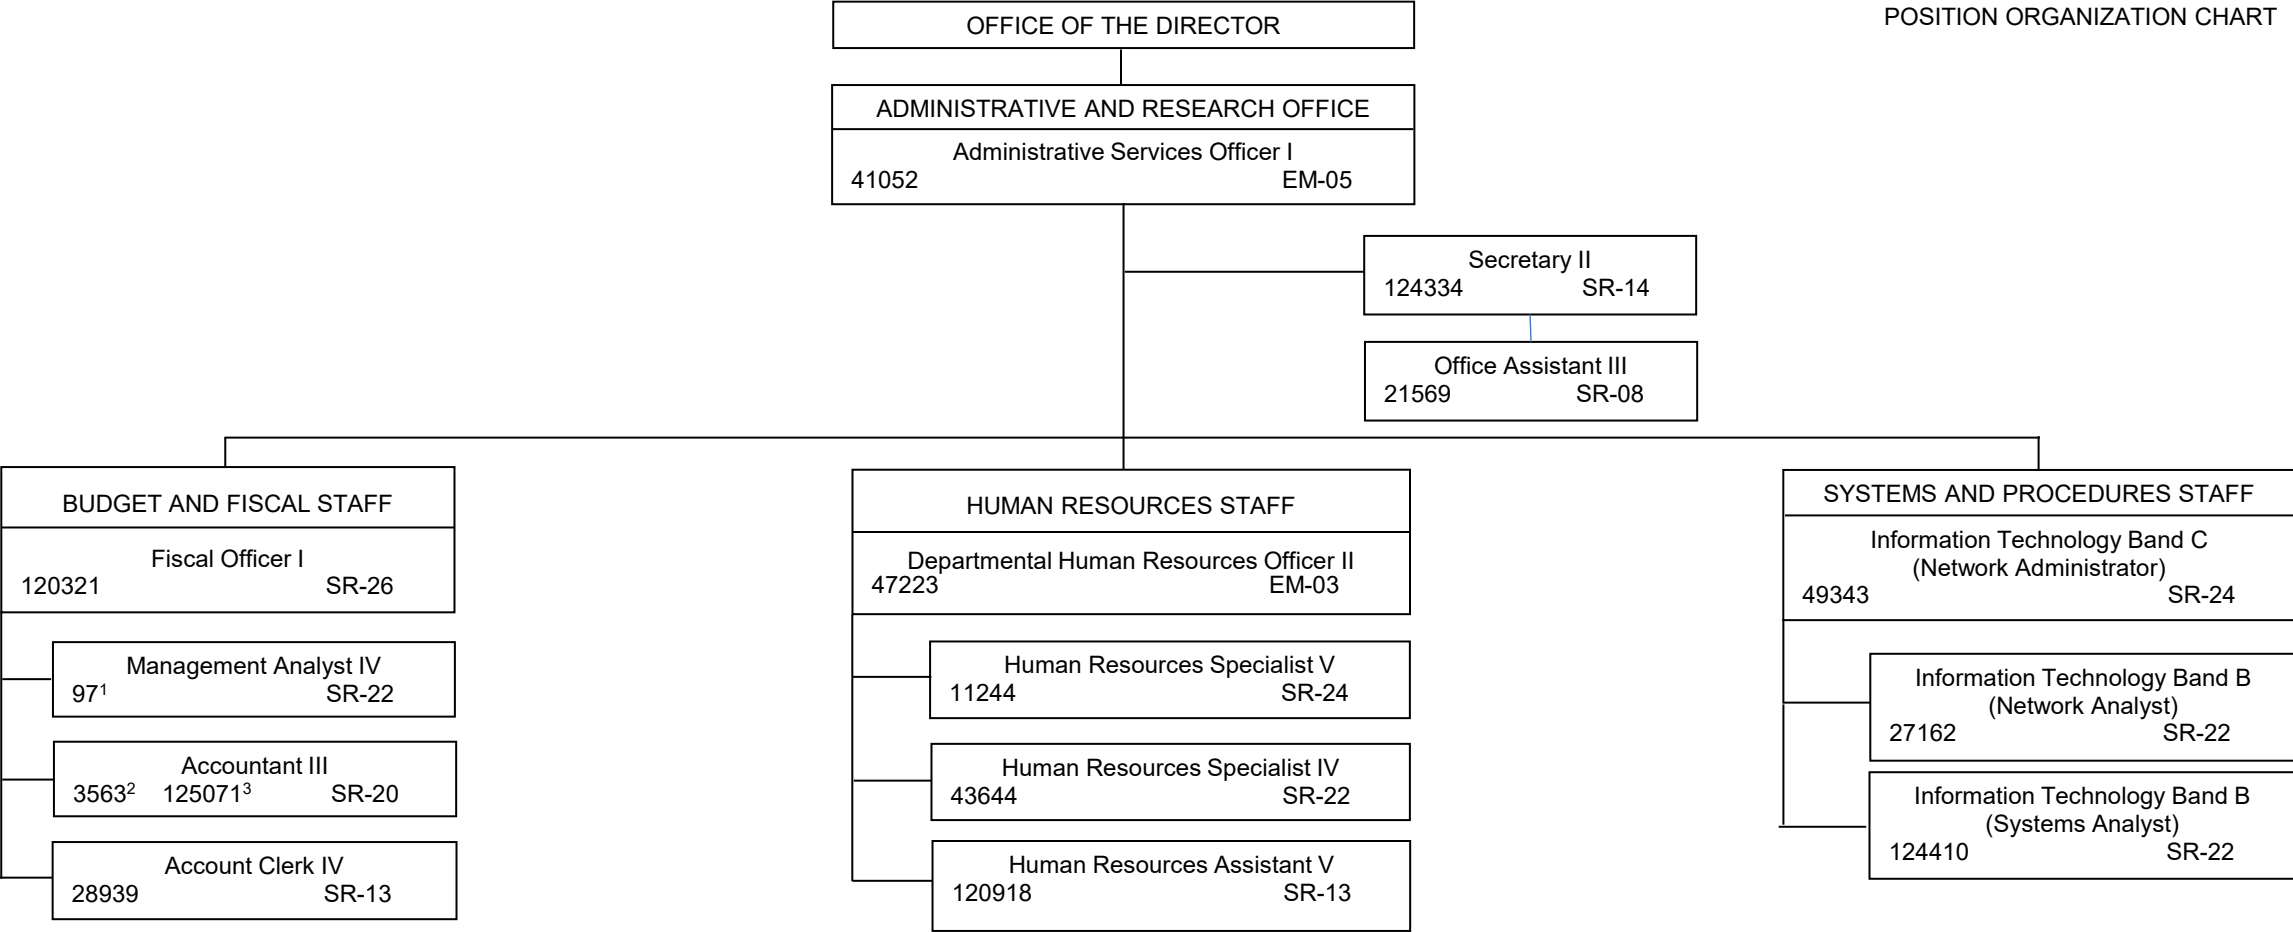 POSITION ORGANIZATION CHART
OFFICE OF THE DIRECTOR
ADMINISTRATIVE AND RESEARCH OFFICE
Administrative Services Officer I
41052 EM-05
Secretary II
124334 SR-14
Office Assistant III
21569 SR-08
BUDGET AND FISCAL STAFF
Fiscal Officer I
120321 SR-26
Management Analyst IV
97¹ SR-22
Accountant III
3563² 125071³ SR-20
Account Clerk IV
28939 SR-13
HUMAN RESOURCES STAFF
Departmental Human Resources Officer II
47223 EM-03
Human Resources Specialist V
11244 SR-24
Human Resources Specialist IV
43644 SR-22
Human Resources Assistant V
120918 SR-13
SYSTEMS AND PROCEDURES STAFF
Information Technology Band C
(Network Administrator)
49343 SR-24
Information Technology Band B
(Network Analyst)
27162 SR-22
Information Technology Band B
(Systems Analyst)
124410 SR-22